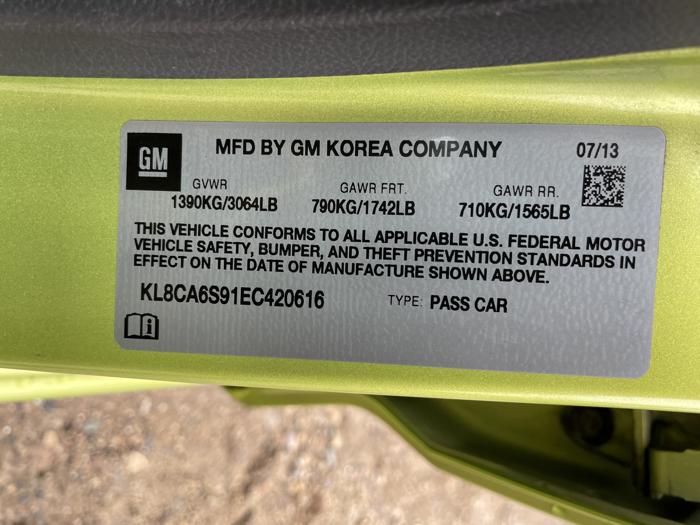 GM
MFD BY GM KOREA COMPANY
07/13
GVWR
1390KG/3064LB
GAWR FRT.
790KG/1742LB
GAWR RR.
710KG/1565LB
THIS VEHICLE CONFORMS TO ALL APPLICABLE U.S. FEDERAL MOTOR
VEHICLE SAFETY, BUMPER, AND THEFT PREVENTION STANDARDS IN
EFFECT ON THE DATE OF MANUFACTURE SHOWN ABOVE.
KL8CA6S91EC420616
TYPE: PASS CAR